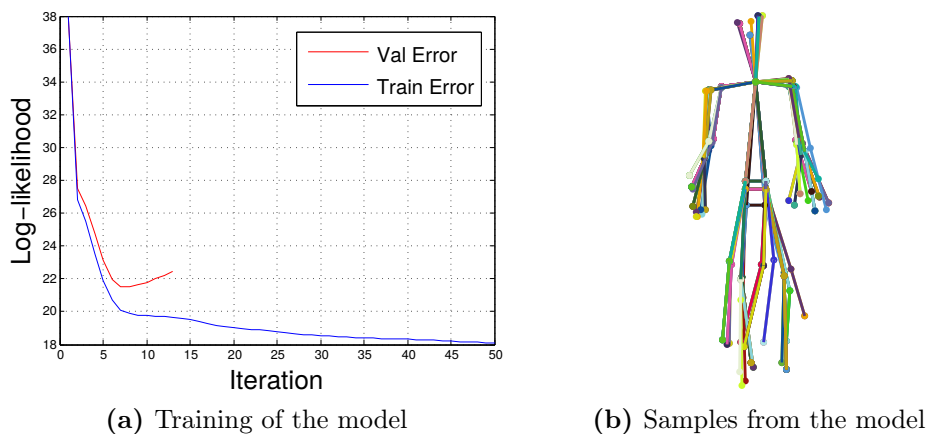 38
36
34
32
30
28
26
24
22
20
18
Log-likelihood
Val Error
Train Error
0 5 10 15 20 25 30 35 40 45 50
Iteration
(a) Training of the model
(b) Samples from the model